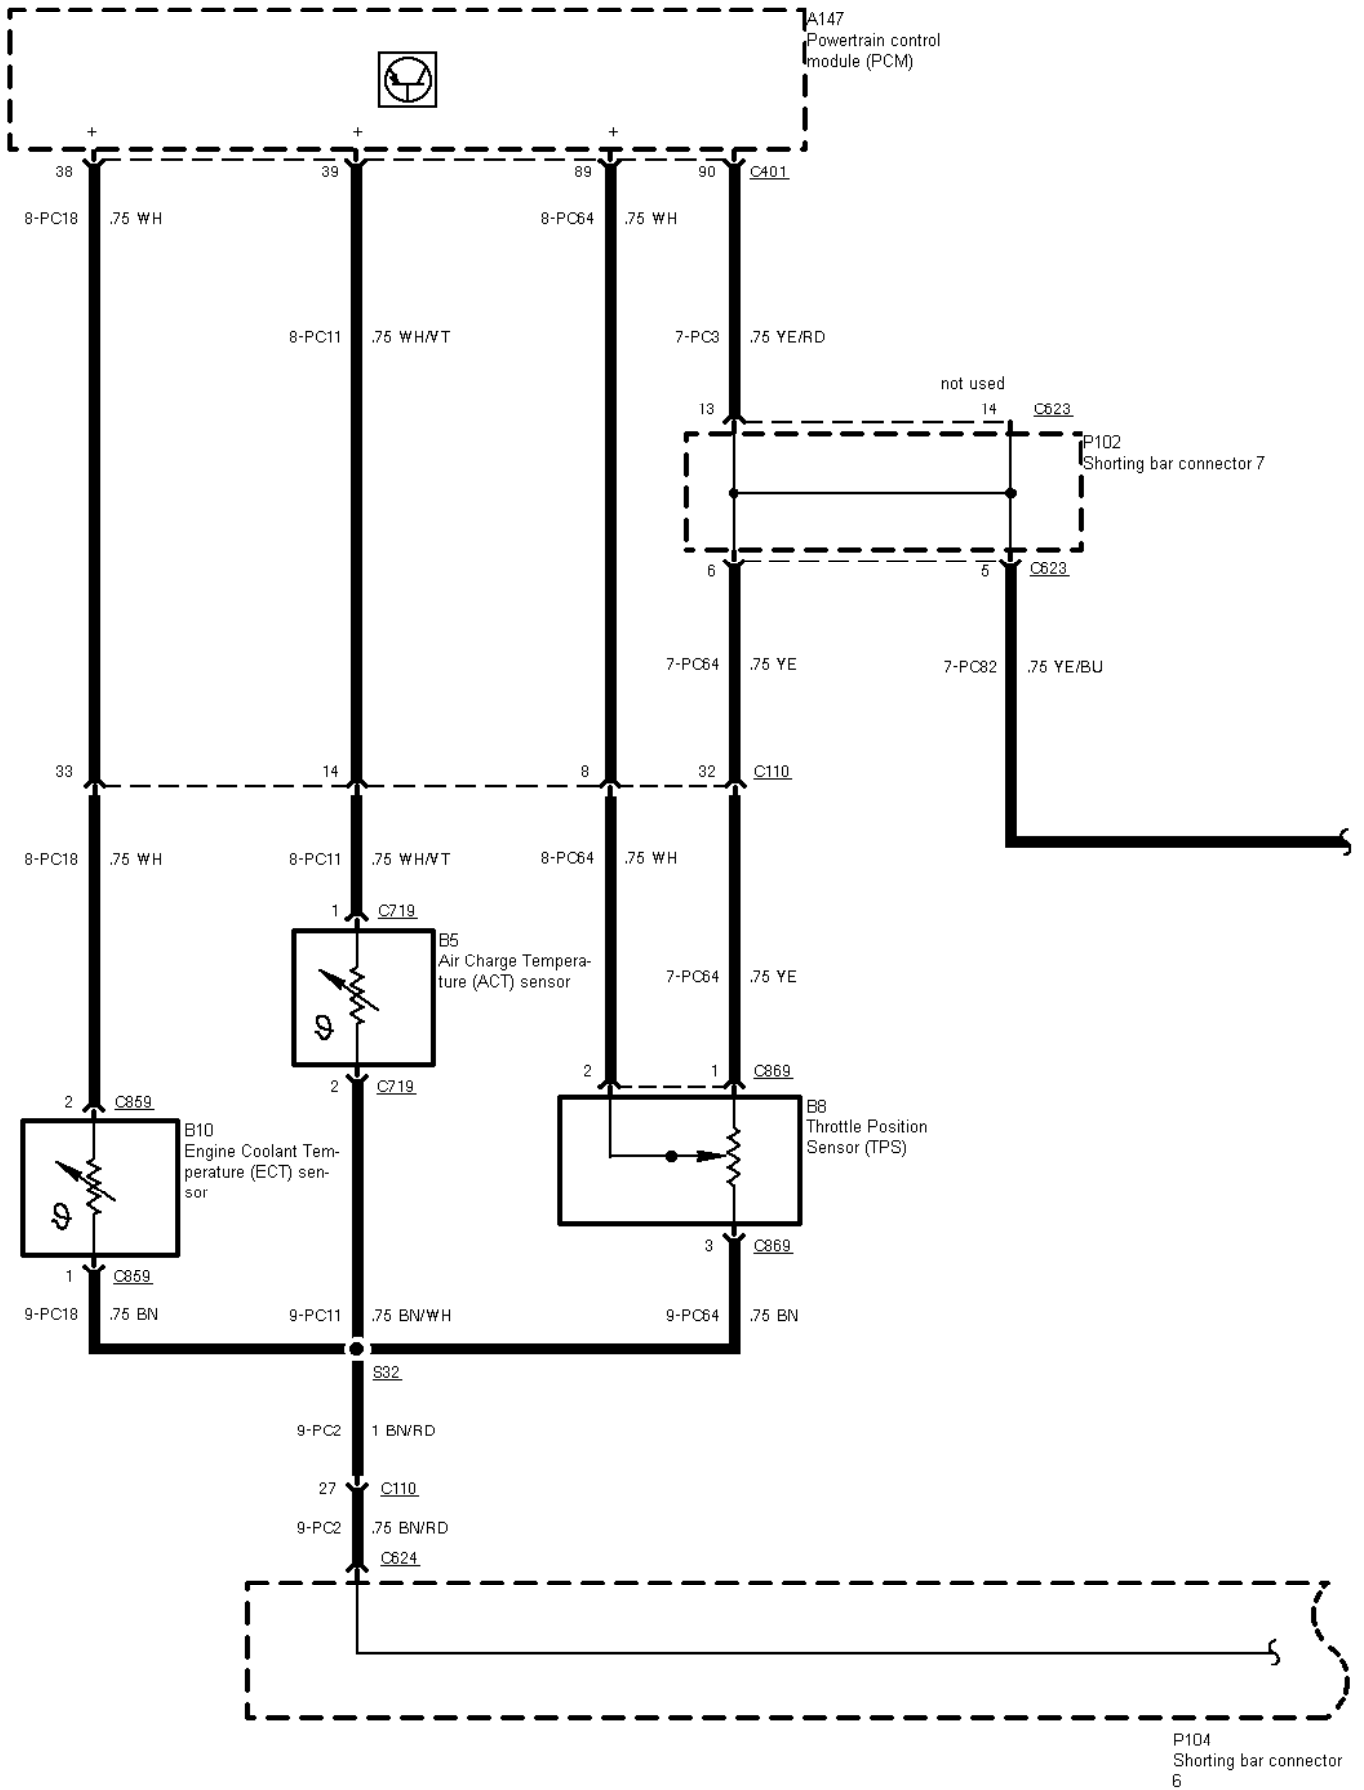 A147
Powertrain control
module (PCM)
+ + +
38 39 89 90 C401
8-PC18 .75 WH 8-PC64 .75 WH
8-PC11 .75 WH/VT 7-PC3 .75 YE/RD
not used
13 14 C623
P102
Shorting bar connector 7
6 5 C623
7-PC64 .75 YE 7-PC82 .75 YE/BU
33 14 8 32 C110
8-PC18 .75 WH 8-PC11 .75 WH/VT 8-PC64 .75 WH
1 C719
B5
Air Charge Tempera-
ture (ACT) sensor
7-PC64 .75 YE
ϑ
2 1 C869
2 C719
2 C859
B8
Throttle Position
Sensor (TPS)
B10
Engine Coolant Tem-
perature (ECT) sen-
sor
ϑ
3 C869
1 C859
9-PC18 .75 BN 9-PC11 .75 BN/WH 9-PC64 .75 BN
S32
9-PC2 1 BN/RD
27 C110
9-PC2 .75 BN/RD
C624
P104
Shorting bar connector
6